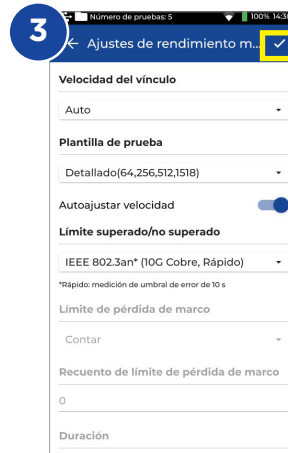 3
Número de pruebas: 5 100% 14:30
Ajustes de rendimiento m...
Velocidad del vínculo
Auto
Plantilla de prueba
Detallado(64,256,512,1518)
Autoajustar velocidad
Límite superado/no superado
IEEE 802.3an* (10G Cobre, Rápido)
*Rápido: medición de umbral de error de 10 s
Límite de pérdida de marco
Contar
Recuento de límite de pérdida de marco
0
Duración